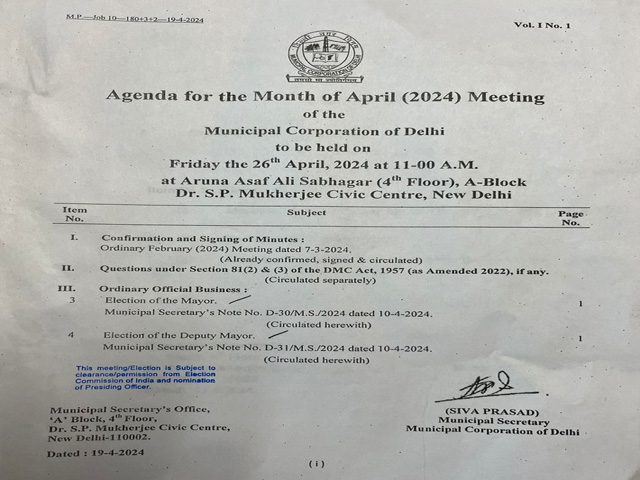 M.P.—Job 10—180+3+2—19-4-2024
Vol. I No. 1
MUNICIPAL CORPORATION OF DELHI
Agenda for the Month of April (2024) Meeting
of the
Municipal Corporation of Delhi
to be held on
Friday the 26th April, 2024 at 11-00 A.M.
at Aruna Asaf Ali Sabhagar (4th Floor), A-Block
Dr. S.P. Mukherjee Civic Centre, New Delhi
Item No. Subject Page No.
I. Confirmation and Signing of Minutes :
Ordinary February (2024) Meeting dated 7-3-2024.
(Already confirmed, signed & circulated)
II. Questions under Section 81(2) & (3) of the DMC Act, 1957 (as Amended 2022), if any.
(Circulated separately)
III. Ordinary Official Business :
3 Election of the Mayor. 1
Municipal Secretary's Note No. D-30/M.S./2024 dated 10-4-2024.
(Circulated herewith)
4 Election of the Deputy Mayor. 1
Municipal Secretary's Note No. D-31/M.S./2024 dated 10-4-2024.
(Circulated herewith)
This meeting/Election is Subject to
clearance/permission from Election
Commission of India and nomination
of Presiding Officer.
Municipal Secretary's Office,
'A' Block, 4th Floor,
Dr. S.P. Mukherjee Civic Centre,
New Delhi-110002.
Dated : 19-4-2024
(SIVA PRASAD)
Municipal Secretary
Municipal Corporation of Delhi
(i)